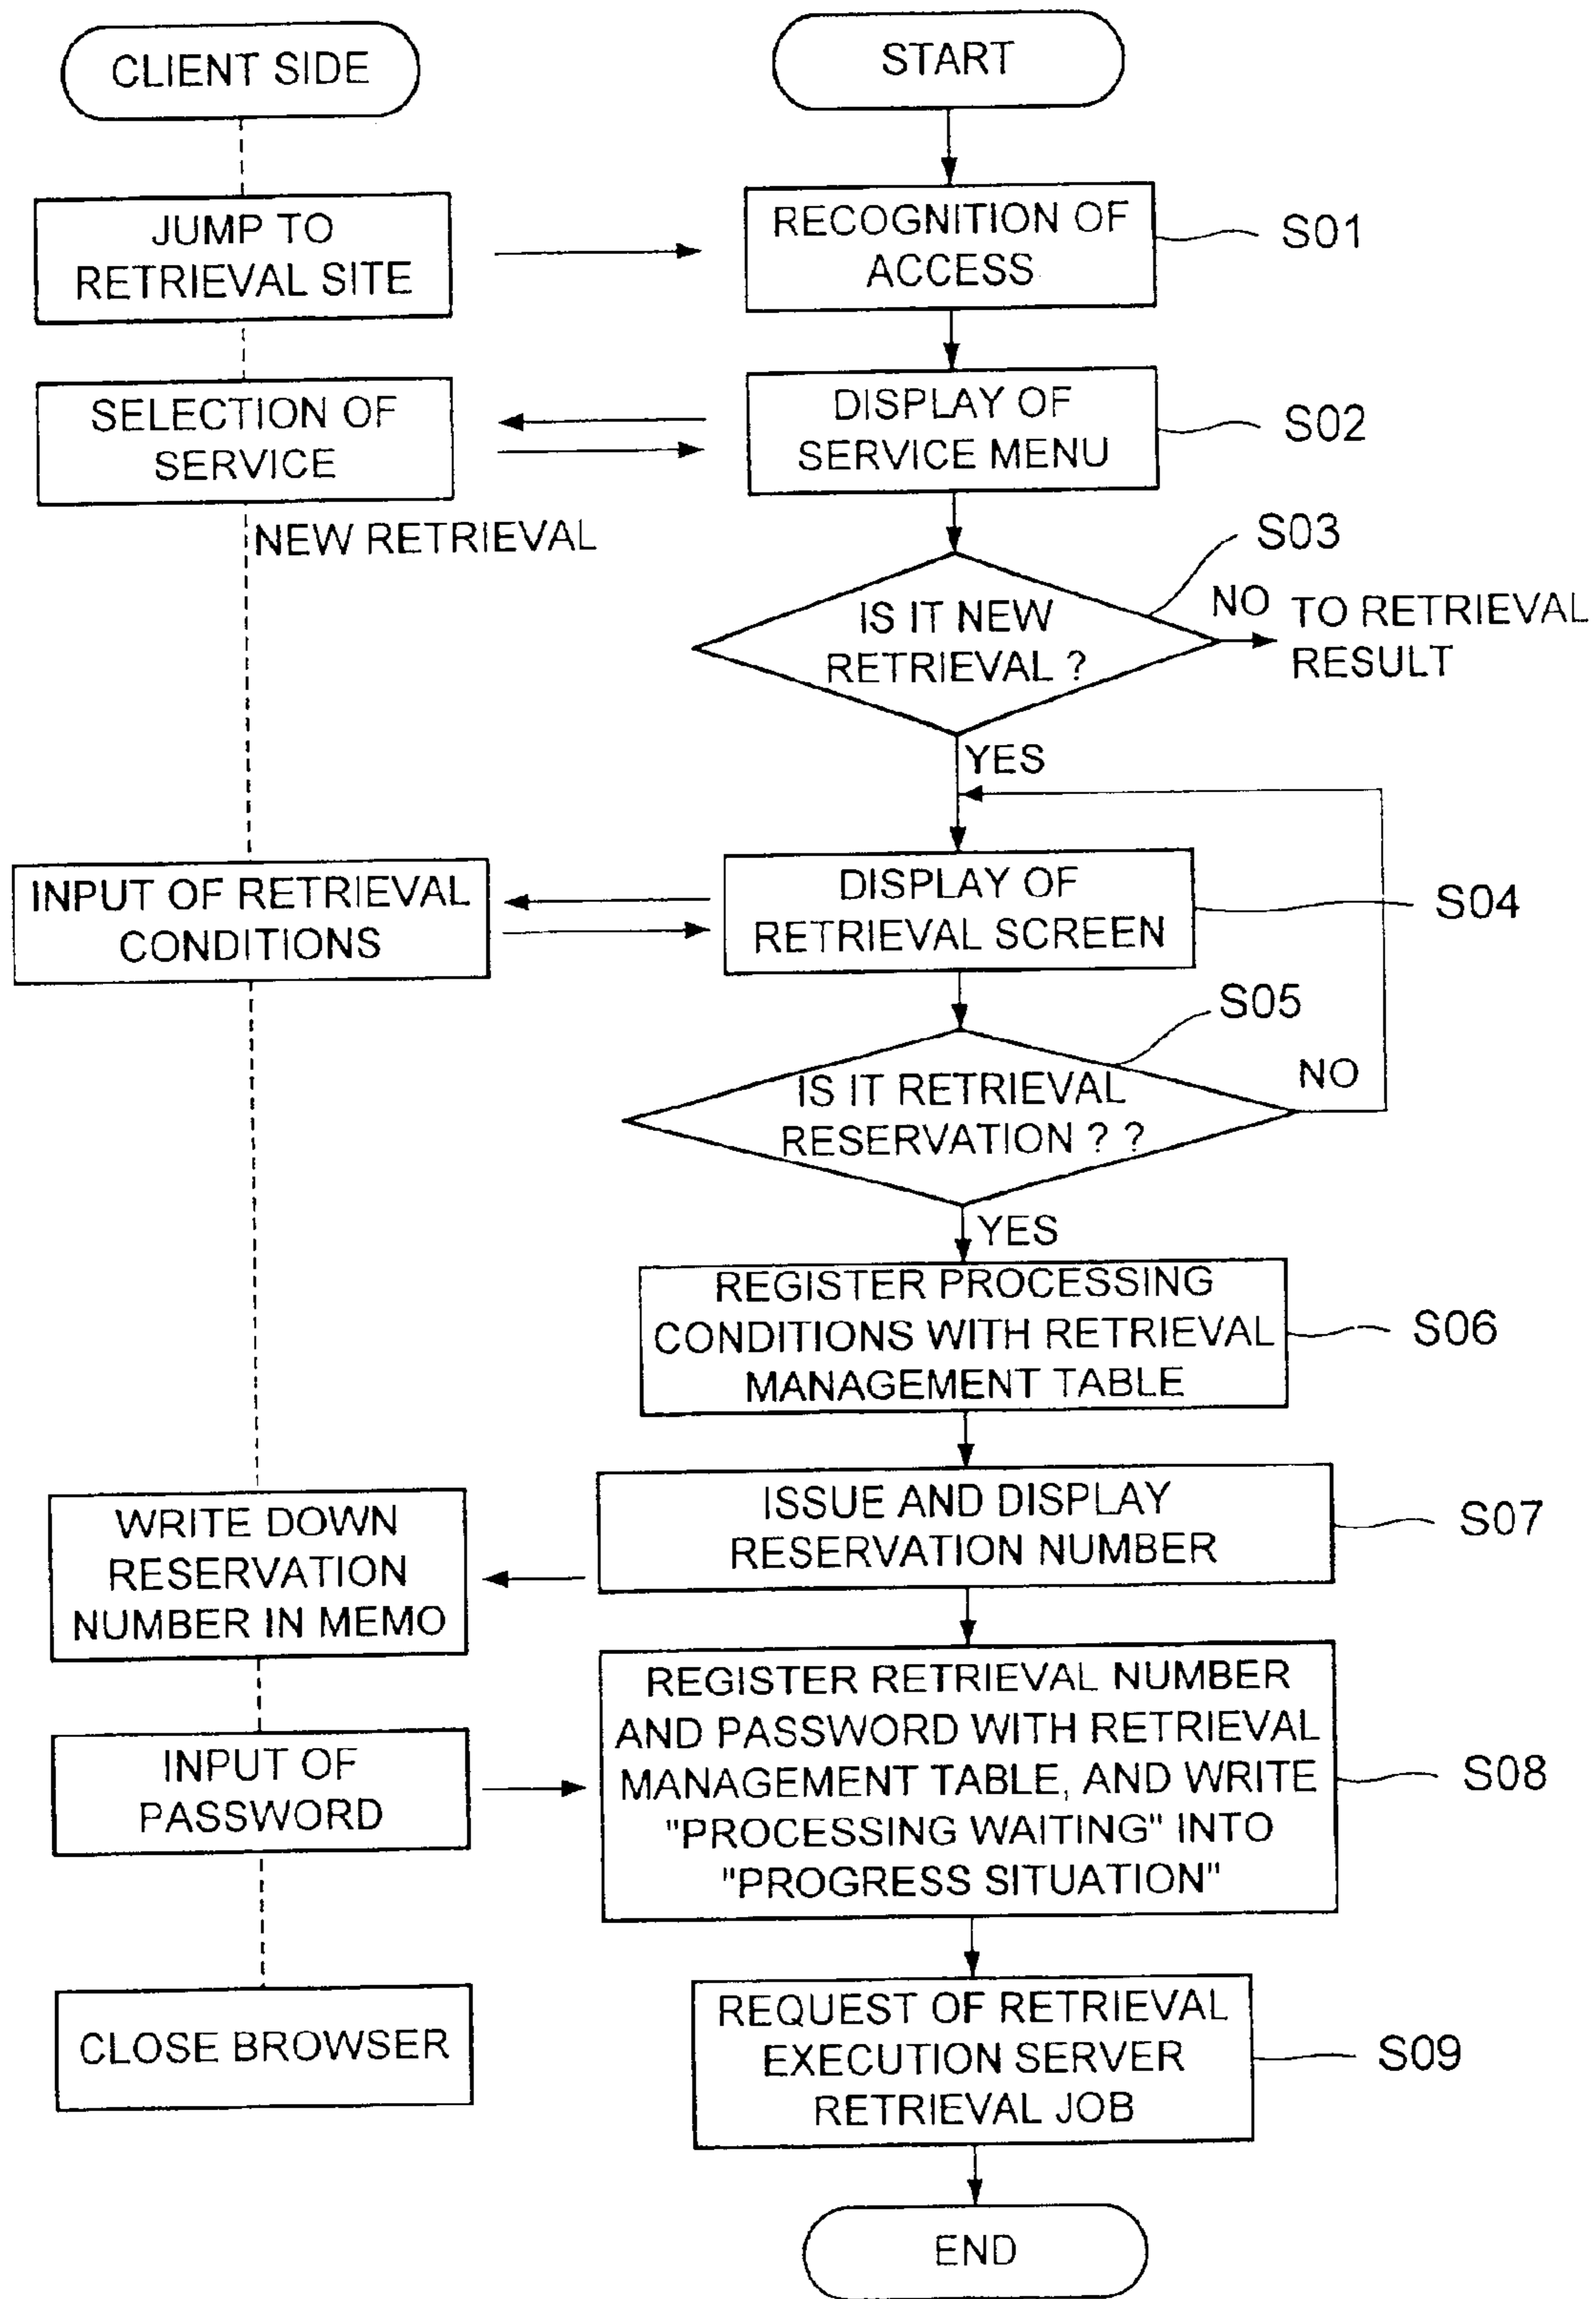 CLIENT SIDE
START
JUMP TO
RETRIEVAL SITE
RECOGNITION OF
ACCESS
S01
SELECTION OF
SERVICE
DISPLAY OF
SERVICE MENU
S02
NEW RETRIEVAL
S03
IS IT NEW
RETRIEVAL ?
NO
TO RETRIEVAL
RESULT
YES
INPUT OF RETRIEVAL
CONDITIONS
DISPLAY OF
RETRIEVAL SCREEN
S04
S05
IS IT RETRIEVAL
RESERVATION ? ?
NO
YES
REGISTER PROCESSING
CONDITIONS WITH RETRIEVAL
MANAGEMENT TABLE
S06
WRITE DOWN
RESERVATION
NUMBER IN MEMO
ISSUE AND DISPLAY
RESERVATION NUMBER
S07
INPUT OF
PASSWORD
REGISTER RETRIEVAL NUMBER
AND PASSWORD WITH RETRIEVAL
MANAGEMENT TABLE, AND WRITE
"PROCESSING WAITING" INTO
"PROGRESS SITUATION"
S08
CLOSE BROWSER
REQUEST OF RETRIEVAL
EXECUTION SERVER
RETRIEVAL JOB
S09
END